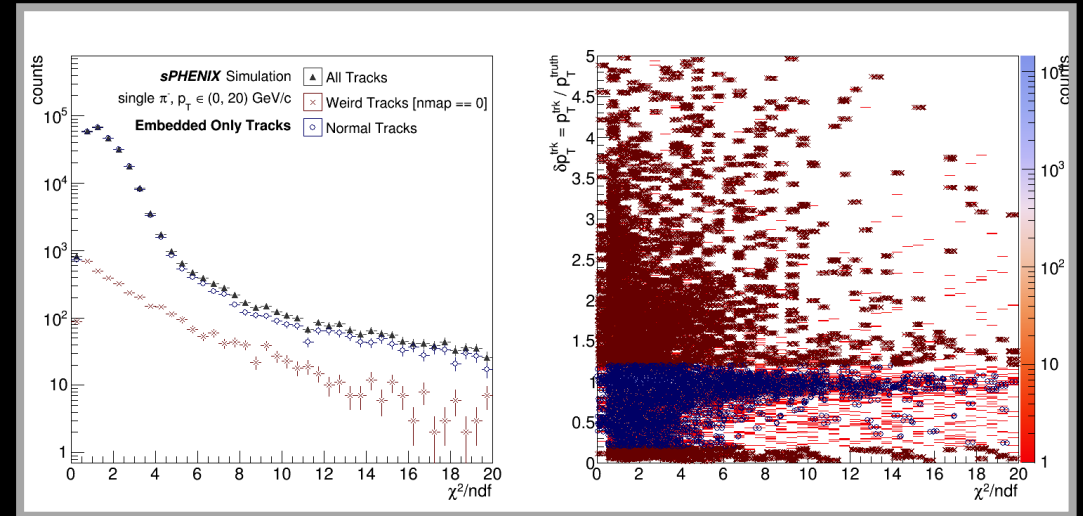 counts
sPHENIX Simulation
single π⁻, p_T ∈ (0, 20) GeV/c
Embedded Only Tracks
All Tracks
Weird Tracks [nmap == 0]
Normal Tracks
10⁵
10⁴
10³
10²
10
1
0 2 4 6 8 10 12 14 16 18 20
χ²/ndf
δp_T^trk = p_T^trk / p_T^truth
5
4.5
4
3.5
3
2.5
2
1.5
1
0.5
0
0 2 4 6 8 10 12 14 16 18 20
χ²/ndf
counts
10⁴
10³
10²
10
1